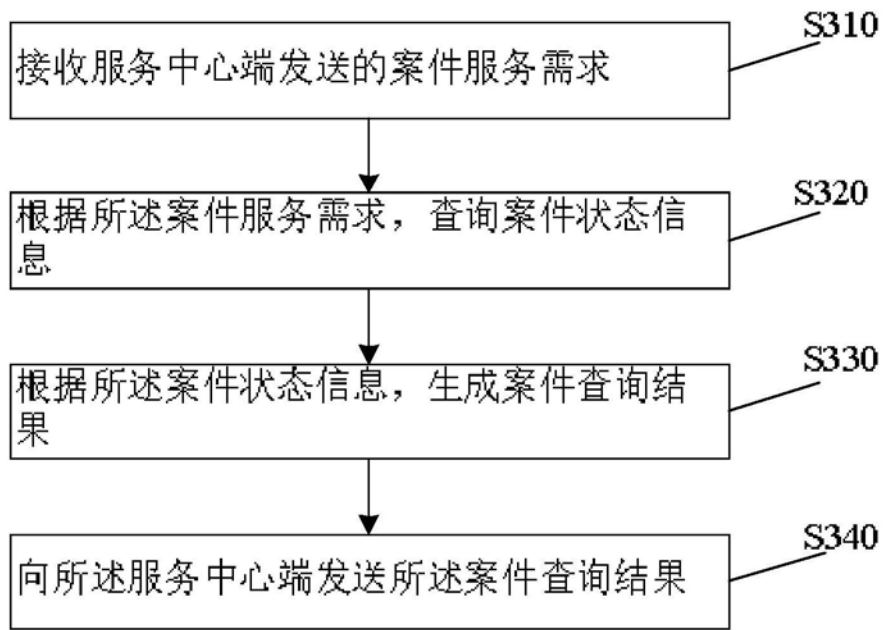 S310
接收服务中心端发送的案件服务需求
S320
根据所述案件服务需求，查询案件状态信
息
S330
根据所述案件状态信息，生成案件查询结
果
S340
向所述服务中心端发送所述案件查询结果